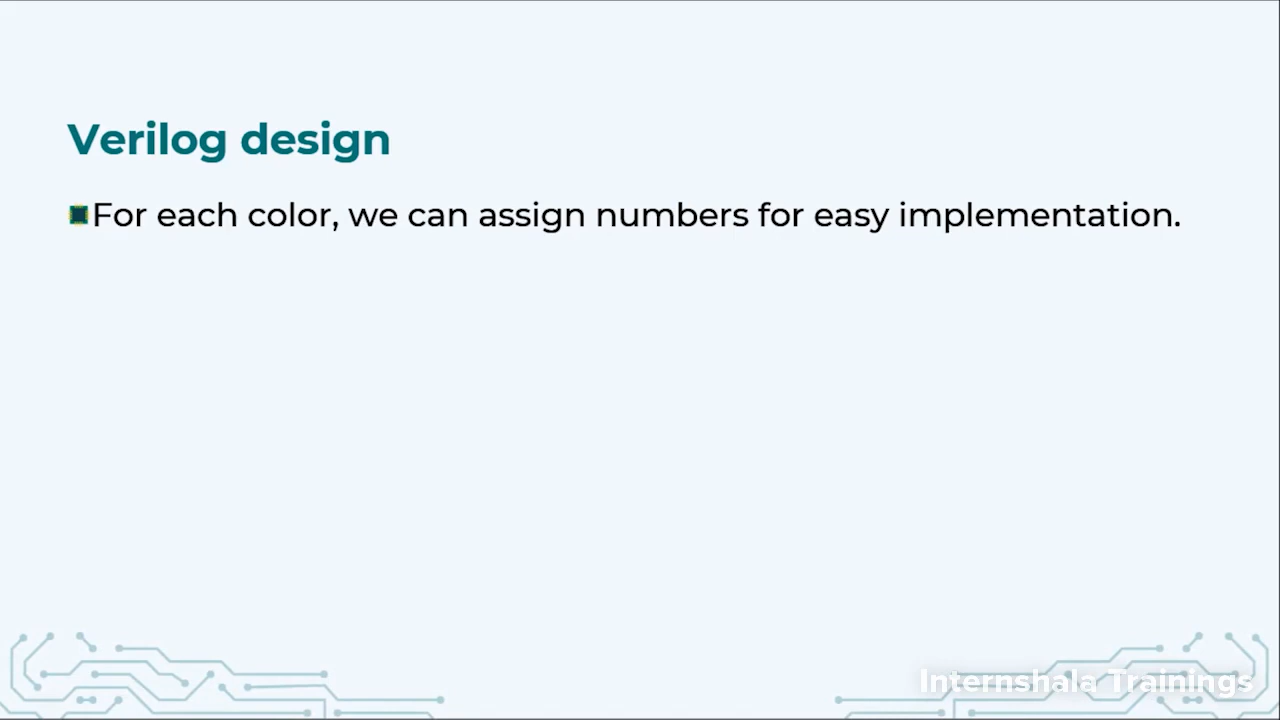 Verilog design
For each color, we can assign numbers for easy implementation.
Internshala Trainings